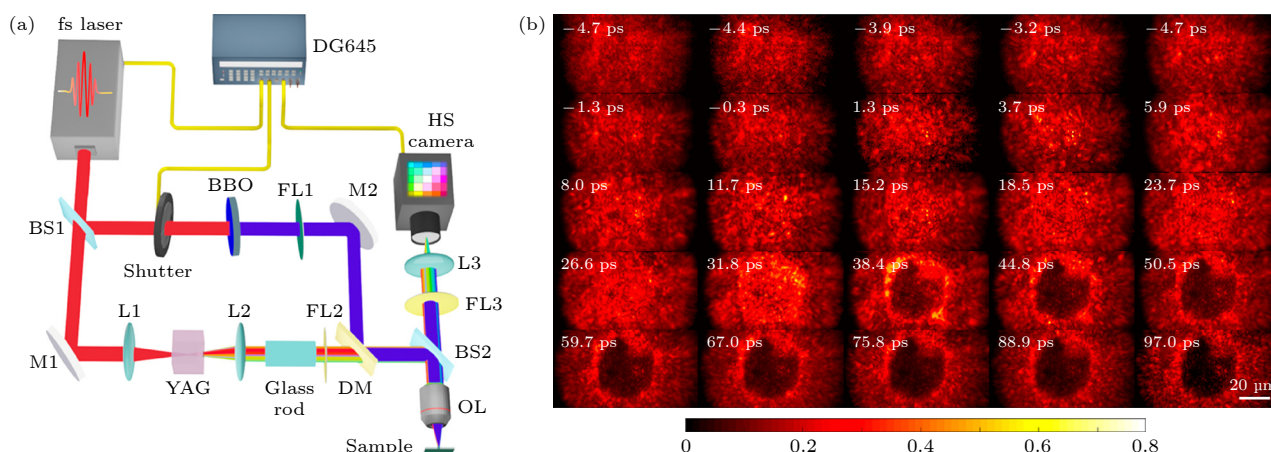 (a)
fs laser
DG645
HS
camera
BBO
FL1
M2
BS1
Shutter
L3
FL3
L1
L2
FL2
BS2
M1
YAG
Glass
rod
DM
OL
Sample
(b)
−4.7 ps
−4.4 ps
−3.9 ps
−3.2 ps
−4.7 ps
−1.3 ps
−0.3 ps
1.3 ps
3.7 ps
5.9 ps
8.0 ps
11.7 ps
15.2 ps
18.5 ps
23.7 ps
26.6 ps
31.8 ps
38.4 ps
44.8 ps
50.5 ps
59.7 ps
67.0 ps
75.8 ps
88.9 ps
97.0 ps
20 µm
0
0.2
0.4
0.6
0.8